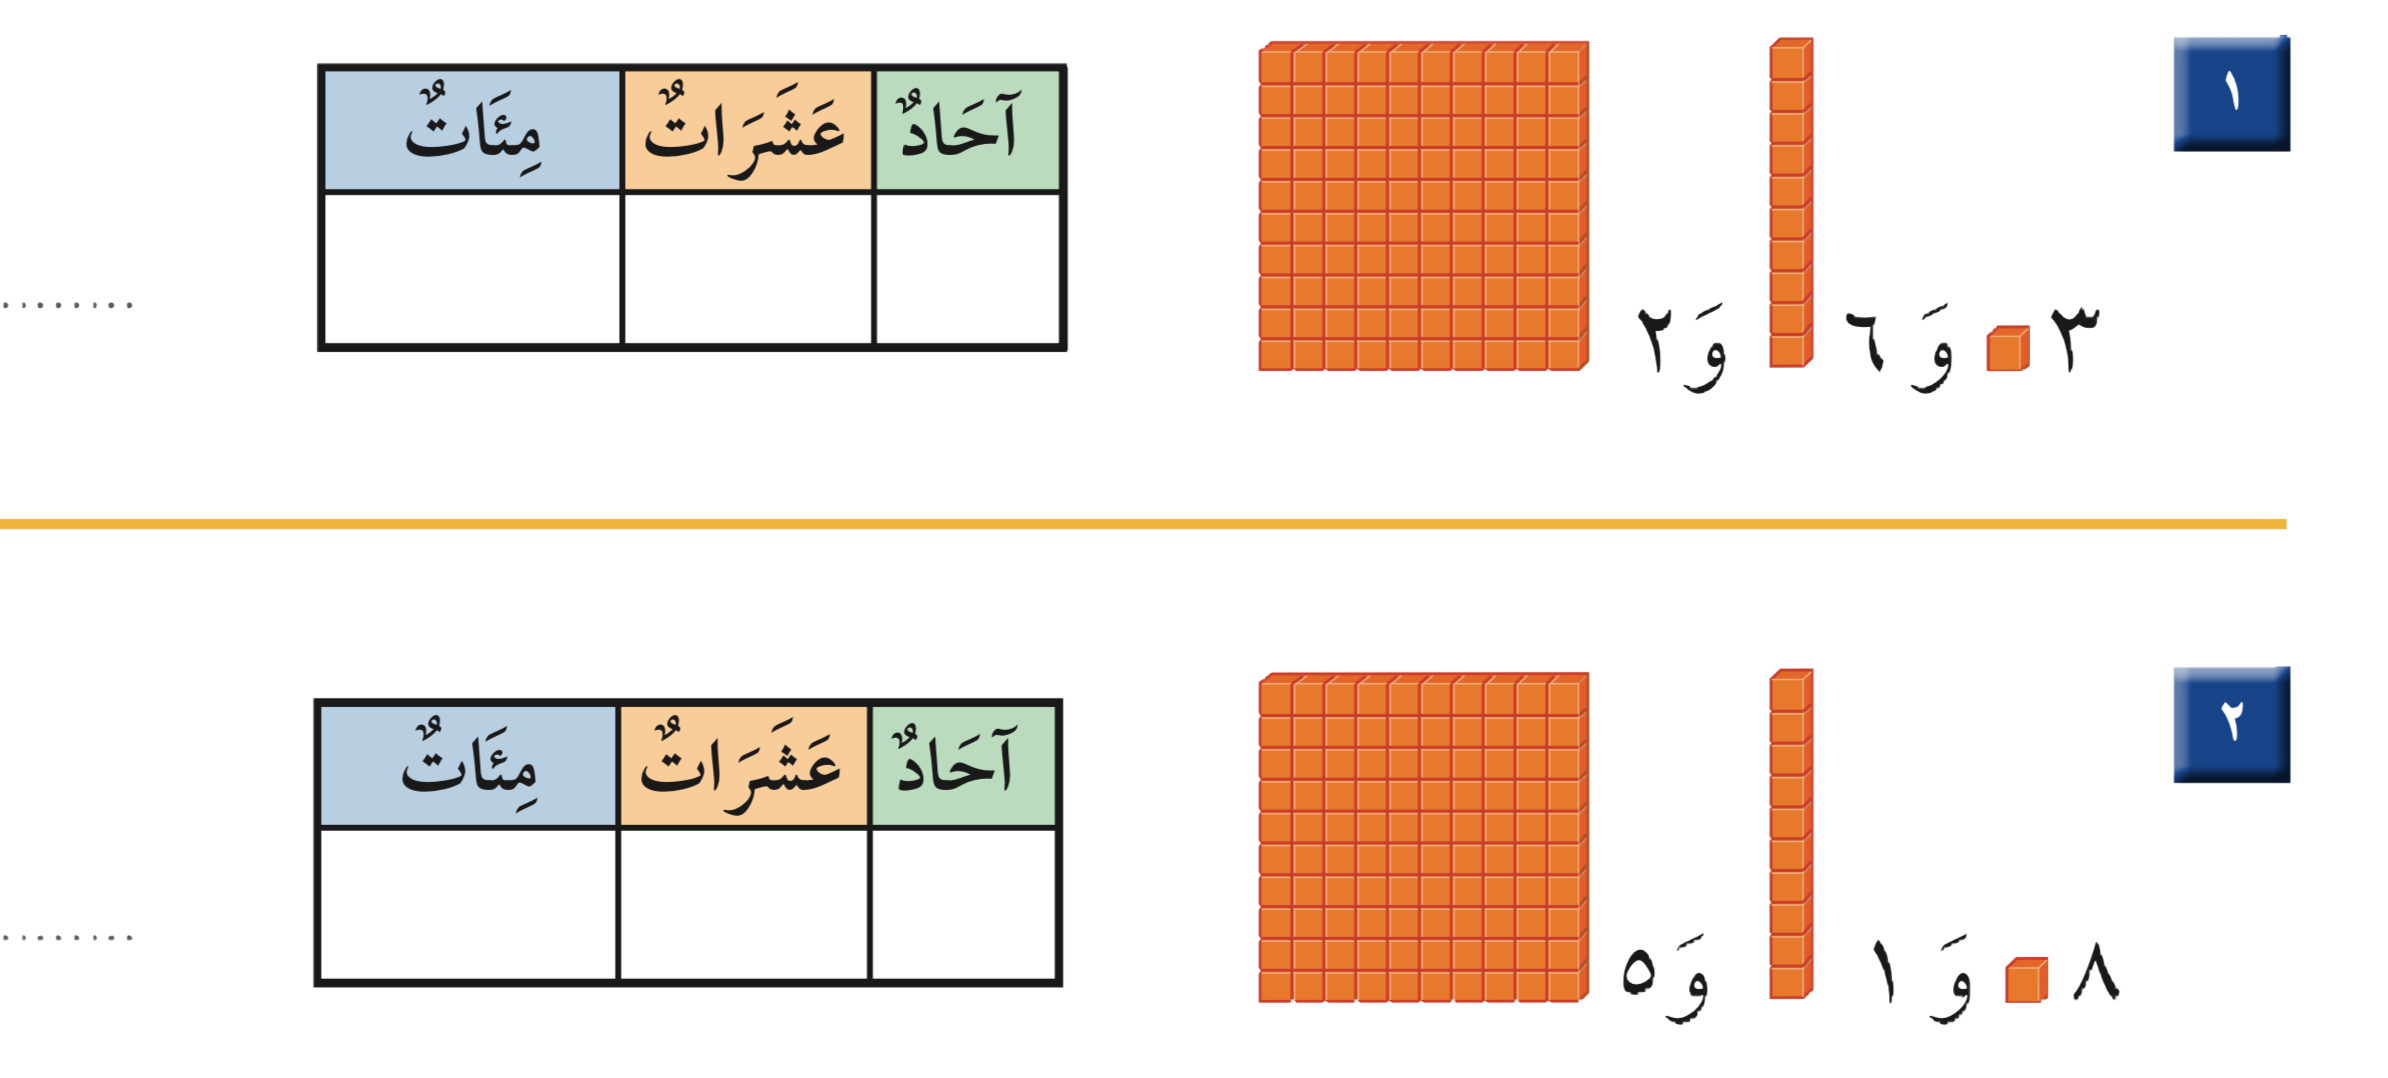 ١
آحَادٌ عَشَرَاتٌ مِئَاتٌ
٣ وَ ٦ وَ ٢
........
٢
آحَادٌ عَشَرَاتٌ مِئَاتٌ
٨ وَ ١ وَ ٥
........